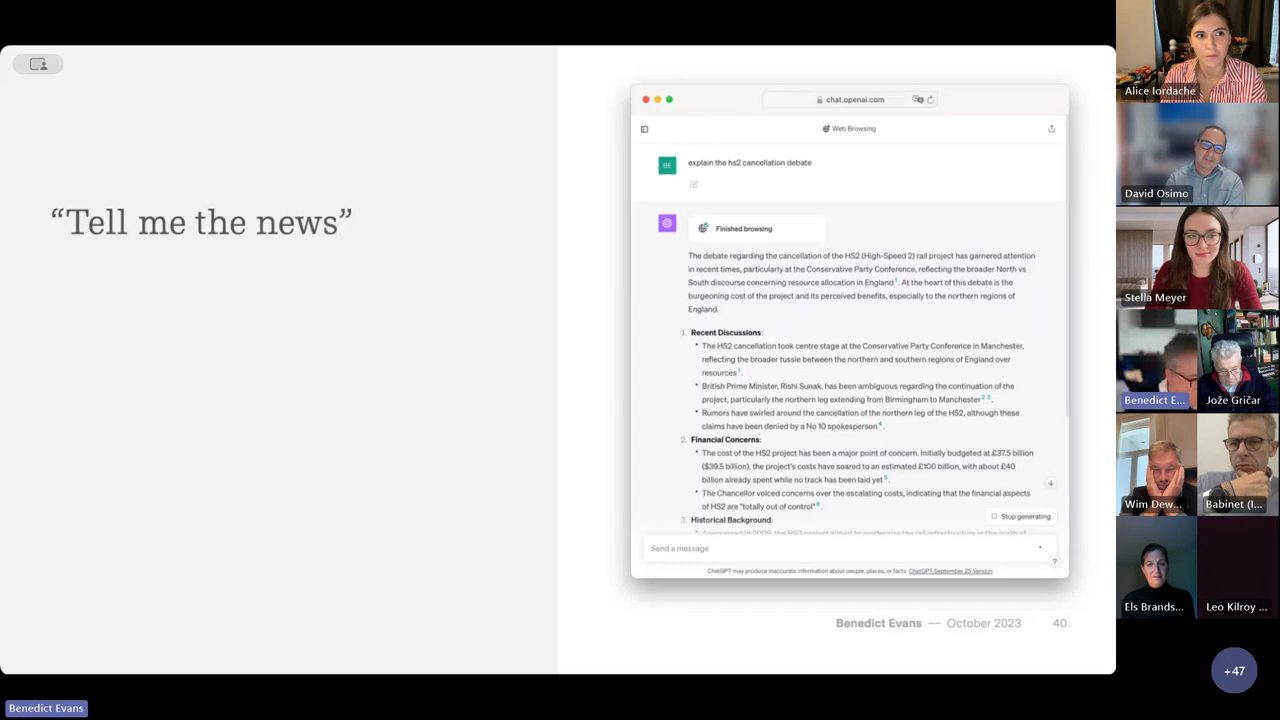 “Tell me the news”
chat.openai.com
Web Browsing
explain the hs2 cancellation debate
Finished browsing
The debate regarding the cancellation of the HS2 (High-Speed 2) rail project has garnered attention
in recent times, particularly at the Conservative Party Conference, reflecting the broader North vs
South discourse concerning resource allocation in England¹. At the heart of this debate is the
burgeoning cost of the project and its perceived benefits, especially to the northern regions of
England.
1. Recent Discussions:
• The HS2 cancellation took centre stage at the Conservative Party Conference in Manchester,
reflecting the broader tussle between the northern and southern regions of England over
resources¹.
• British Prime Minister, Rishi Sunak, has been ambiguous regarding the continuation of the
project, particularly the northern leg extending from Birmingham to Manchester² ³.
• Rumors have swirled around the cancellation of the northern leg of the HS2, although these
claims have been denied by a No 10 spokesperson⁴.
2. Financial Concerns:
• The cost of the HS2 project has been a major point of concern. Initially budgeted at £37.5 billion
($39.5 billion), the project's costs have soared to an estimated £100 billion, with about £40
billion already spent while no track has been laid yet⁵.
• The Chancellor voiced concerns over the escalating costs, indicating that the financial aspects
of HS2 are "totally out of control"⁶.
Stop generating
3. Historical Background:
Send a message
?
ChatGPT may produce inaccurate information about people, places, or facts. ChatGPT September 25 Version
Benedict Evans — October 2023 40
Alice Iordache
David Osimo
Stella Meyer
Benedict E...
Jože Gričar
Wim Dew...
Babinet (I...
Els Brands...
Leo Kilroy ...
+47
Benedict Evans